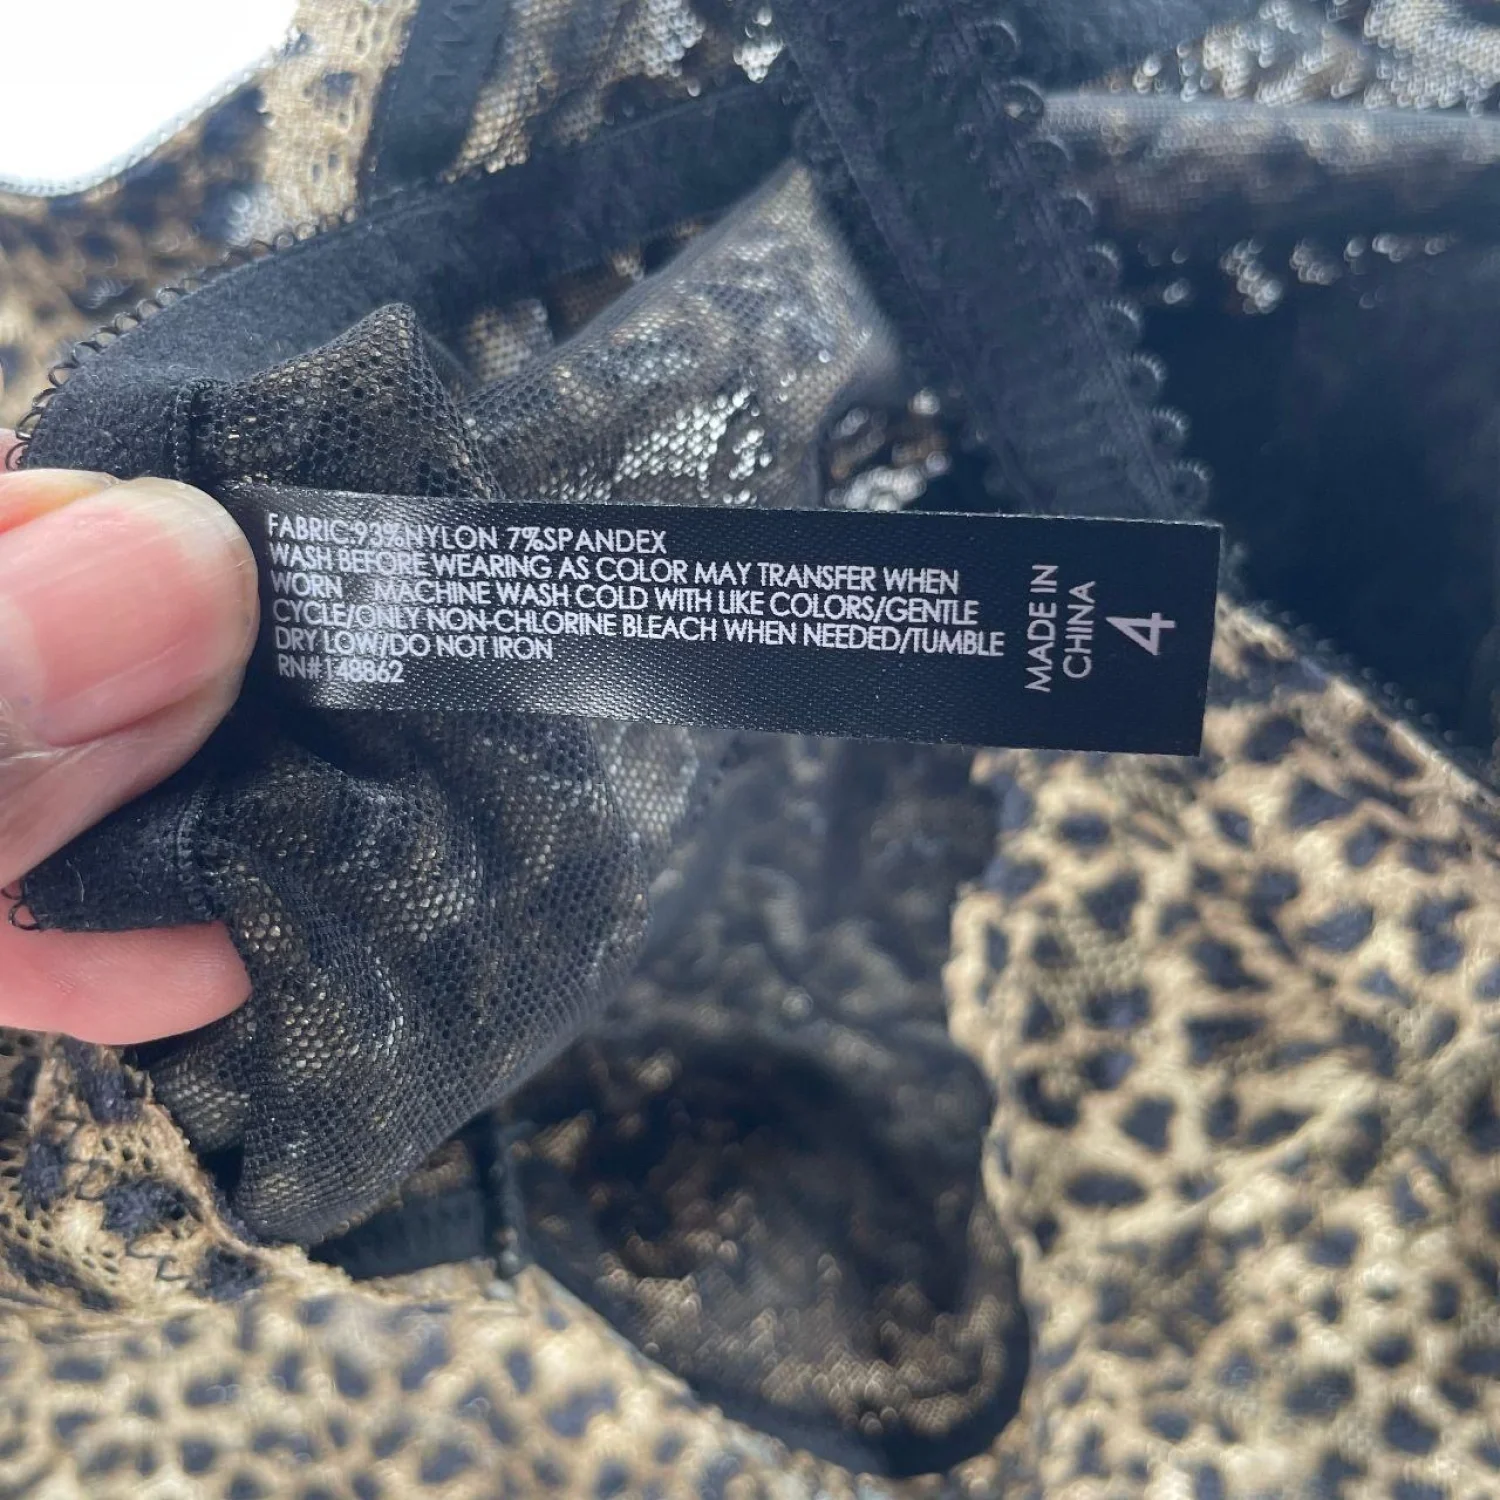 FABRIC:93%NYLON 7%SPANDEX
WASH BEFORE WEARING AS COLOR MAY TRANSFER WHEN
WORN MACHINE WASH COLD WITH LIKE COLORS/GENTLE
CYCLE/ONLY NON-CHLORINE BLEACH WHEN NEEDED/TUMBLE
DRY LOW/DO NOT IRON
RN#148862
MADE IN
CHINA
4